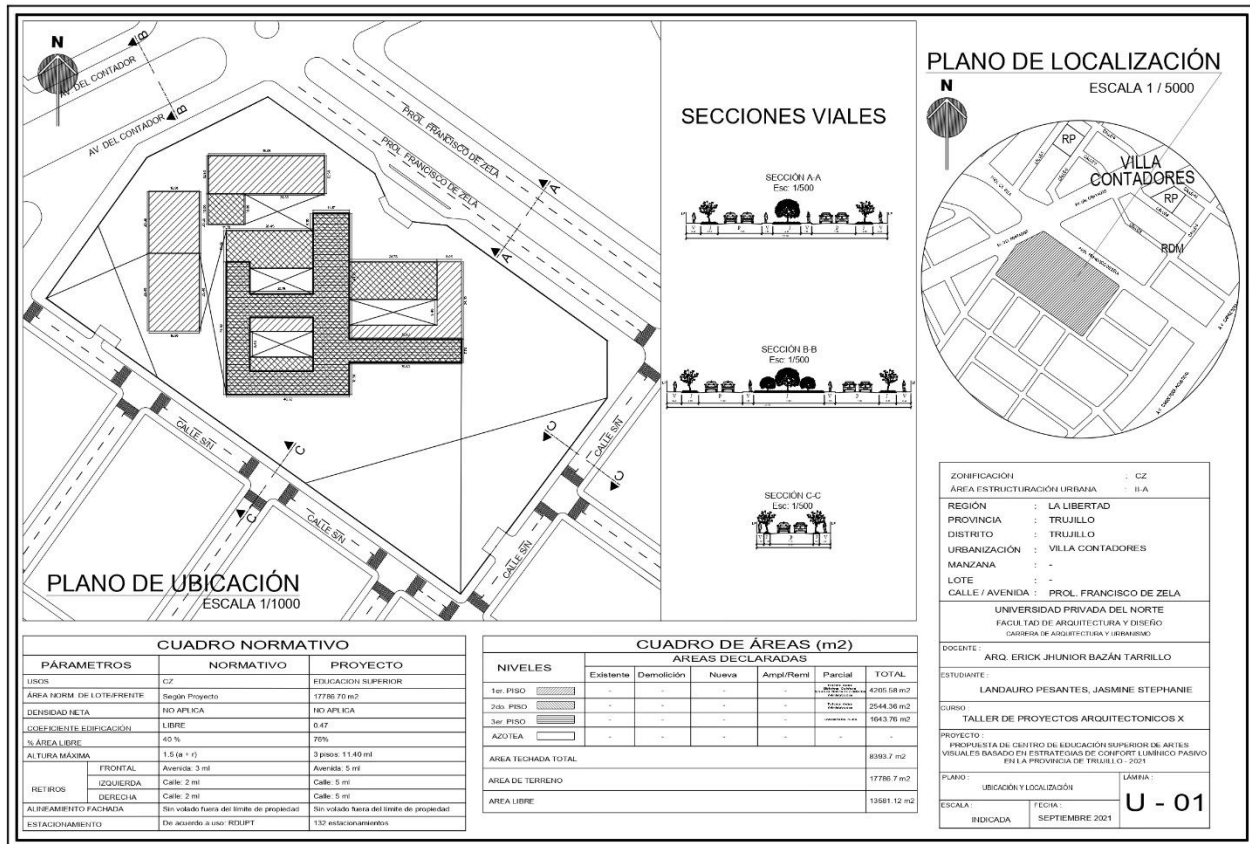 N
AV. DEL CONTADOR
AV. DEL CONTADOR
B
B
PROL. FRANCISCO DE ZELA
PROL. FRANCISCO DE ZELA
A
A
CALLE S/N
CALLE S/N
CALLE S/N
CALLE S/N
C
C
C
C
PLANO DE UBICACIÓN
ESCALA 1/1000
SECCIONES VIALES
SECCIÓN A-A
Esc: 1/500
SECCIÓN B-B
Esc: 1/500
SECCIÓN C-C
Esc: 1/500
PLANO DE LOCALIZACIÓN
ESCALA 1 / 5000
N
RP
VILLA
CONTADORES
RP
RDM
CUADRO NORMATIVO
PÁRAMETROS NORMATIVO PROYECTO
USOS CZ EDUCACION SUPERIOR
ÁREA NORM. DE LOTE/FRENTE Según Proyecto 17786.70 m2
DENSIDAD NETA NO APLICA NO APLICA
COEFICIENTE EDIFICACIÓN LIBRE 0.47
% ÁREA LIBRE 40 % 76%
ALTURA MÁXIMA 1.5 (a + r) 3 pisos: 11.40 ml
RETIROS
FRONTAL Avenida: 3 ml Avenida: 5 ml
IZQUIERDA Calle: 2 ml Calle: 5 ml
DERECHA Calle: 2 ml Calle: 5 ml
ALINEAMIENTO FACHADA Sin volado fuera del límite de propiedad Sin volado fuera del límite de propiedad
ESTACIONAMIENTO De acuerdo a uso: RDUPT 132 estacionamientos
CUADRO DE ÁREAS (m2)
NIVELES AREAS DECLARADAS
Existente Demolición Nueva Ampl/Reml Parcial TOTAL
1er. PISO - - - - 4205.58 m2
2do. PISO - - - - 2544.36 m2
3er. PISO - - - - 1643.76 m2
AZOTEA - - - - - -
AREA TECHADA TOTAL 8393.7 m2
AREA DE TERRENO 17786.7 m2
AREA LIBRE 13581.12 m2
ZONIFICACIÓN : CZ
ÁREA ESTRUCTURACIÓN URBANA : II-A
REGIÓN : LA LIBERTAD
PROVINCIA : TRUJILLO
DISTRITO : TRUJILLO
URBANIZACIÓN : VILLA CONTADORES
MANZANA : -
LOTE : -
CALLE / AVENIDA : PROL. FRANCISCO DE ZELA
UNIVERSIDAD PRIVADA DEL NORTE
FACULTAD DE ARQUITECTURA Y DISEÑO
CARRERA DE ARQUITECTURA Y URBANISMO
DOCENTE :
ARQ. ERICK JHUNIOR BAZÁN TARRILLO
ESTUDIANTE :
LANDAURO PESANTES, JASMINE STEPHANIE
CURSO :
TALLER DE PROYECTOS ARQUITECTONICOS X
PROYECTO :
PROPUESTA DE CENTRO DE EDUCACIÓN SUPERIOR DE ARTES
VISUALES BASADO EN ESTRATEGIAS DE CONFORT LUMÍNICO PASIVO
EN LA PROVINCIA DE TRUJILLO - 2021
PLANO :
UBICACIÓN Y LOCALIZACIÓN
LÁMINA :
U - 01
ESCALA :
INDICADA
FECHA :
SEPTIEMBRE 2021